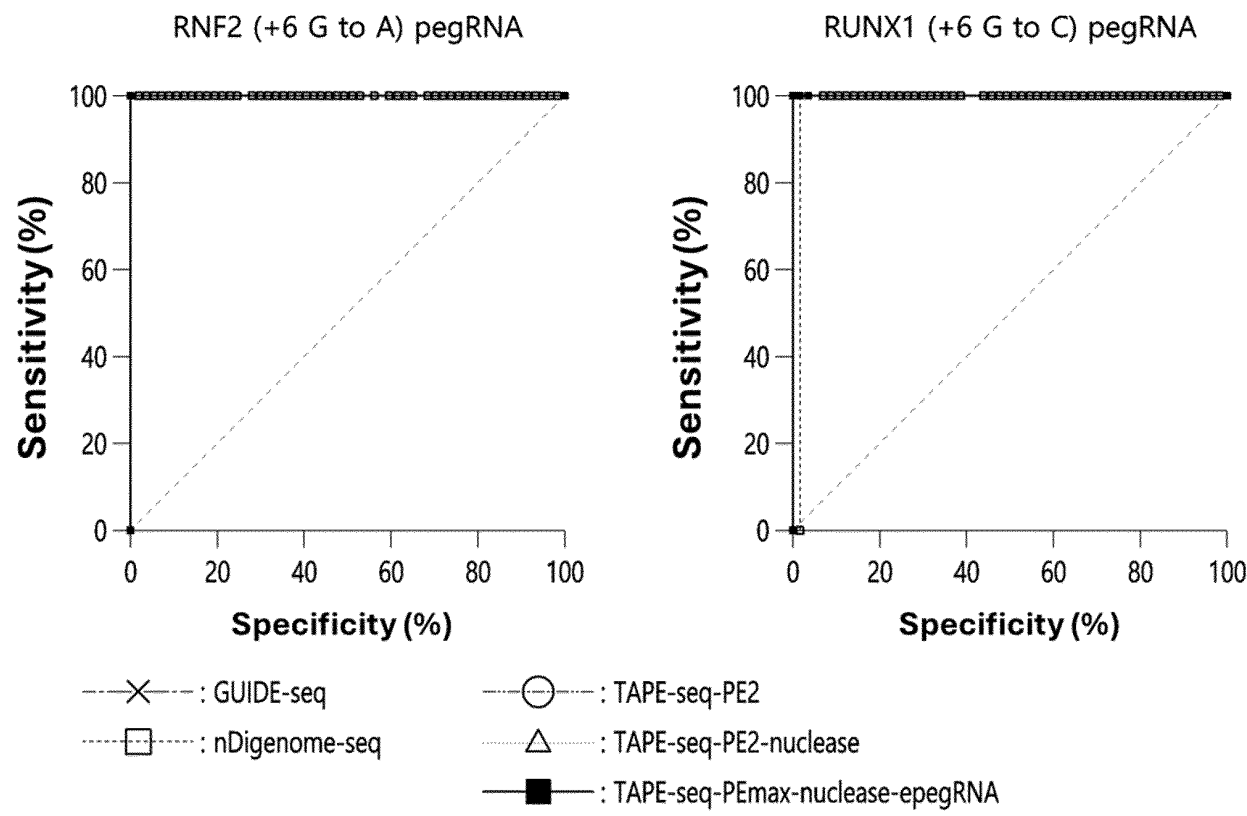 RNF2 (+6 G to A) pegRNA
RUNX1 (+6 G to C) pegRNA
Sensitivity (%)
100
80
60
40
20
0
0 20 40 60 80 100
Specificity (%)
Sensitivity (%)
100
80
60
40
20
0
0 20 40 60 80 100
Specificity (%)
: GUIDE-seq
: TAPE-seq-PE2
: nDigenome-seq
: TAPE-seq-PE2-nuclease
: TAPE-seq-PEmax-nuclease-epegRNA